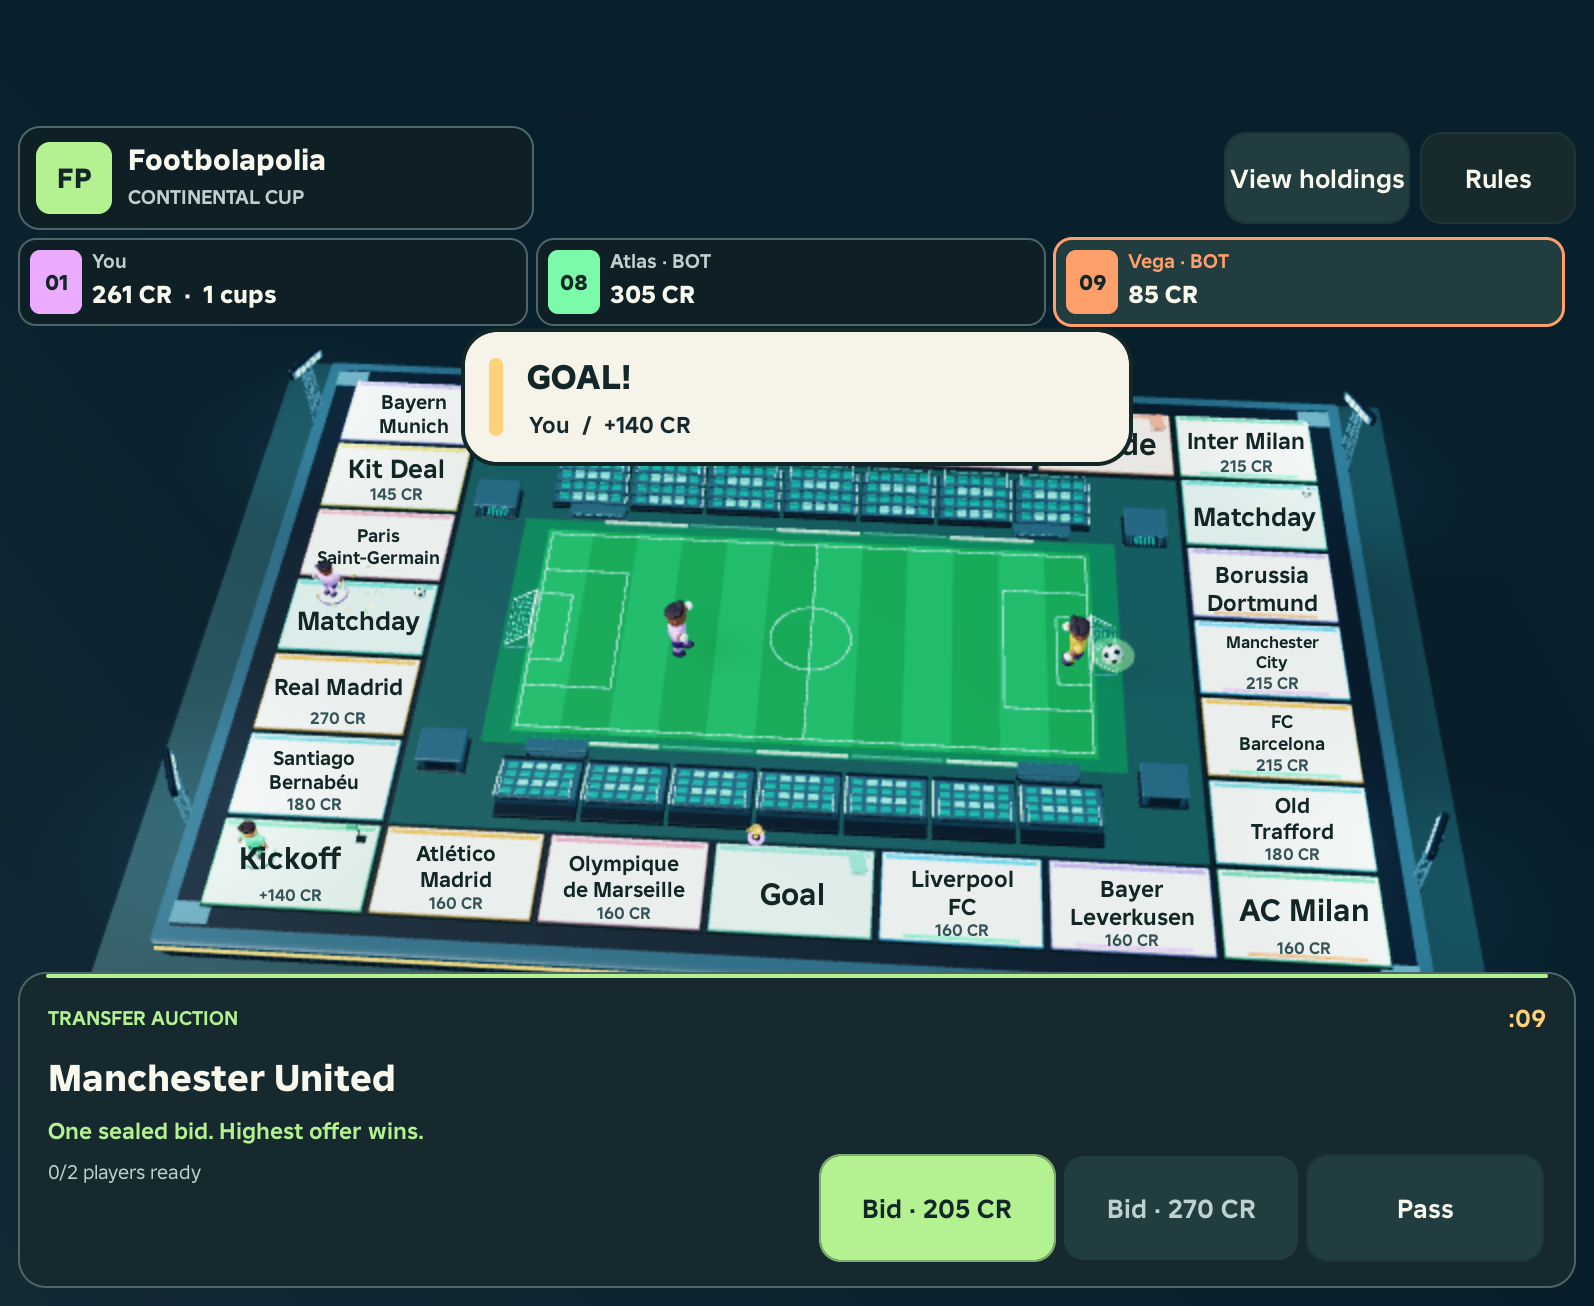 FP
Footbolapolia
CONTINENTAL CUP
View holdings
Rules
01
You
261 CR · 1 cups
08
Atlas · BOT
305 CR
09
Vega · BOT
85 CR
GOAL!
You / +140 CR
Bayern
Munich
Kit Deal
145 CR
Paris
Saint-Germain
Matchday
Real Madrid
270 CR
Santiago
Bernabéu
180 CR
Kickoff
+140 CR
Atlético
Madrid
160 CR
Olympique
de Marseille
160 CR
Goal
Liverpool
FC
160 CR
Bayer
Leverkusen
160 CR
AC Milan
160 CR
Old
Trafford
180 CR
FC
Barcelona
215 CR
Manchester
City
215 CR
Borussia
Dortmund
Matchday
Inter Milan
215 CR
TRANSFER AUCTION
:09
Manchester United
One sealed bid. Highest offer wins.
0/2 players ready
Bid · 205 CR
Bid · 270 CR
Pass